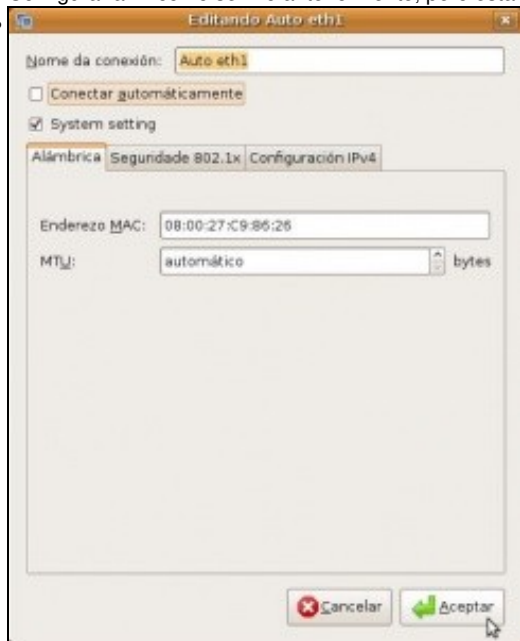 Editando Auto eth1
Nome da conexión: Auto eth1
Conectar automáticamente
System setting
Alámbrica Seguridade 802.1x Configuración IPv4
Enderezo MAC: 08:00:27:C9:86:26
MTU: automático bytes
Cancelar Aceptar